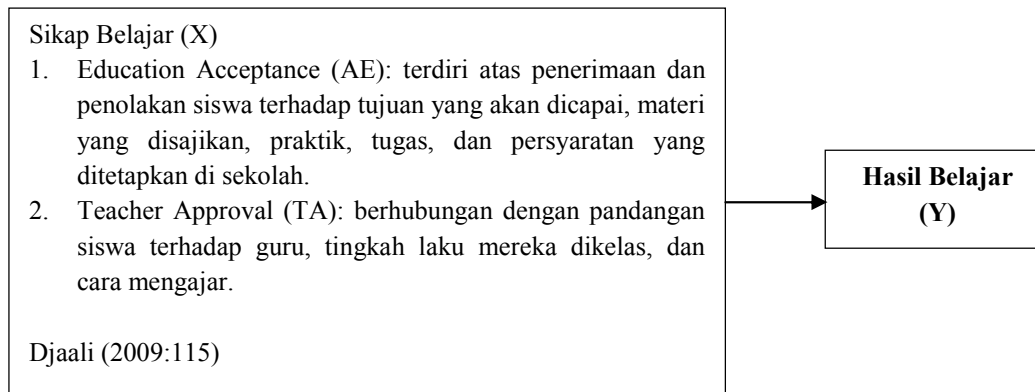 Sikap Belajar (X)
1. Education Acceptance (AE): terdiri atas penerimaan dan
penolakan siswa terhadap tujuan yang akan dicapai, materi
yang disajikan, praktik, tugas, dan persyaratan yang
ditetapkan di sekolah.
2. Teacher Approval (TA): berhubungan dengan pandangan
siswa terhadap guru, tingkah laku mereka dikelas, dan
cara mengajar.
Djaali (2009:115)
Hasil Belajar
(Y)